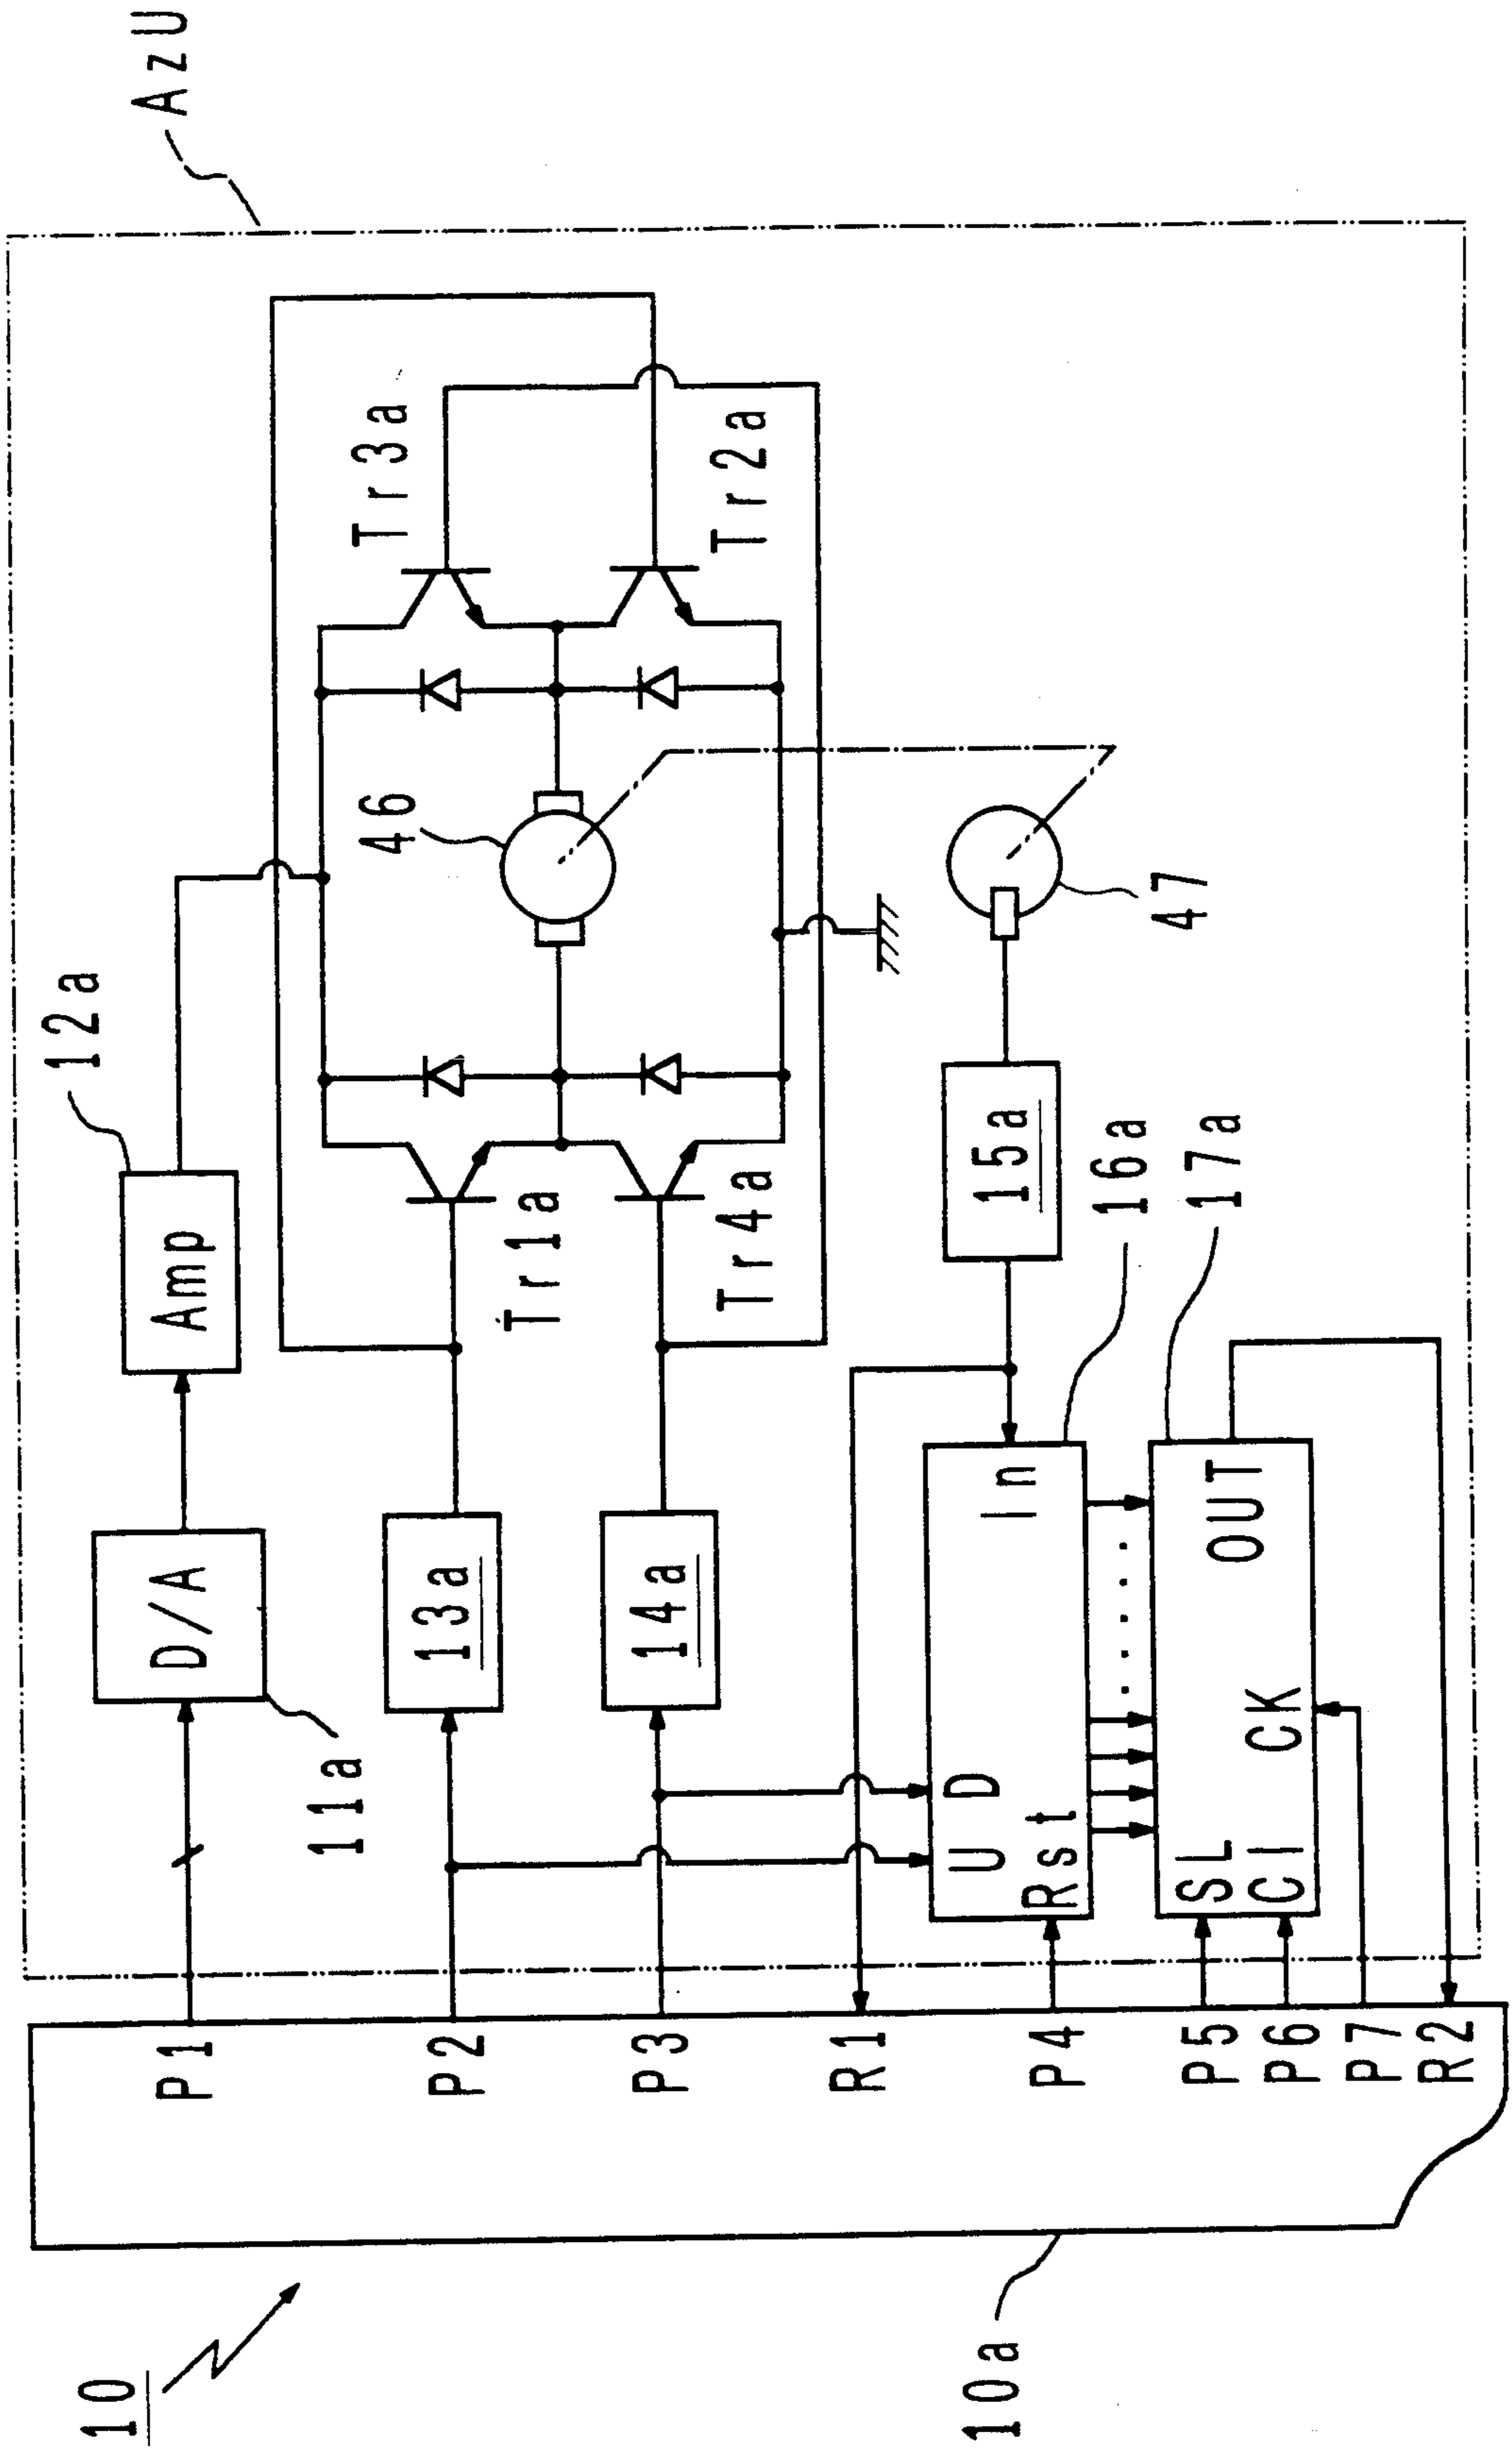 10
10a
AzU
P1
P2
P3
R1
P4
P5
P6
P7
R2
D/A
11a
Amp
12a
13a
14a
Tr1a
Tr4a
Tr3a
Tr2a
46
47
15a
16a
17a
U D In
Rst
SL OUT
CI CK